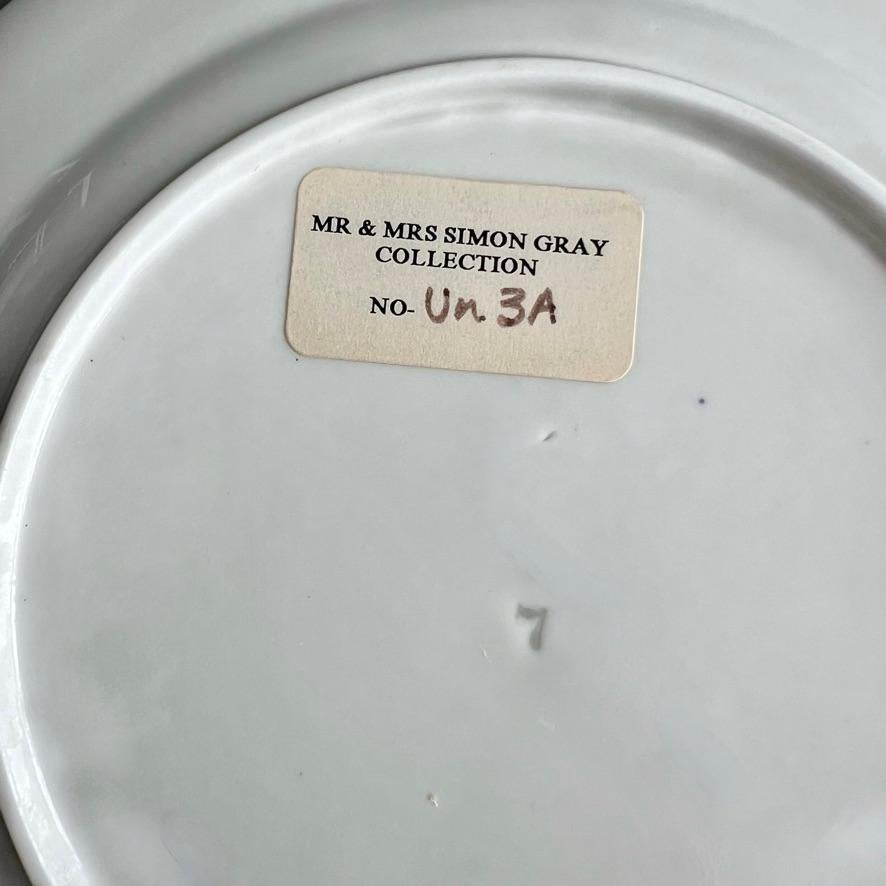 MR & MRS SIMON GRAY
COLLECTION
NO- Un. 3A
7